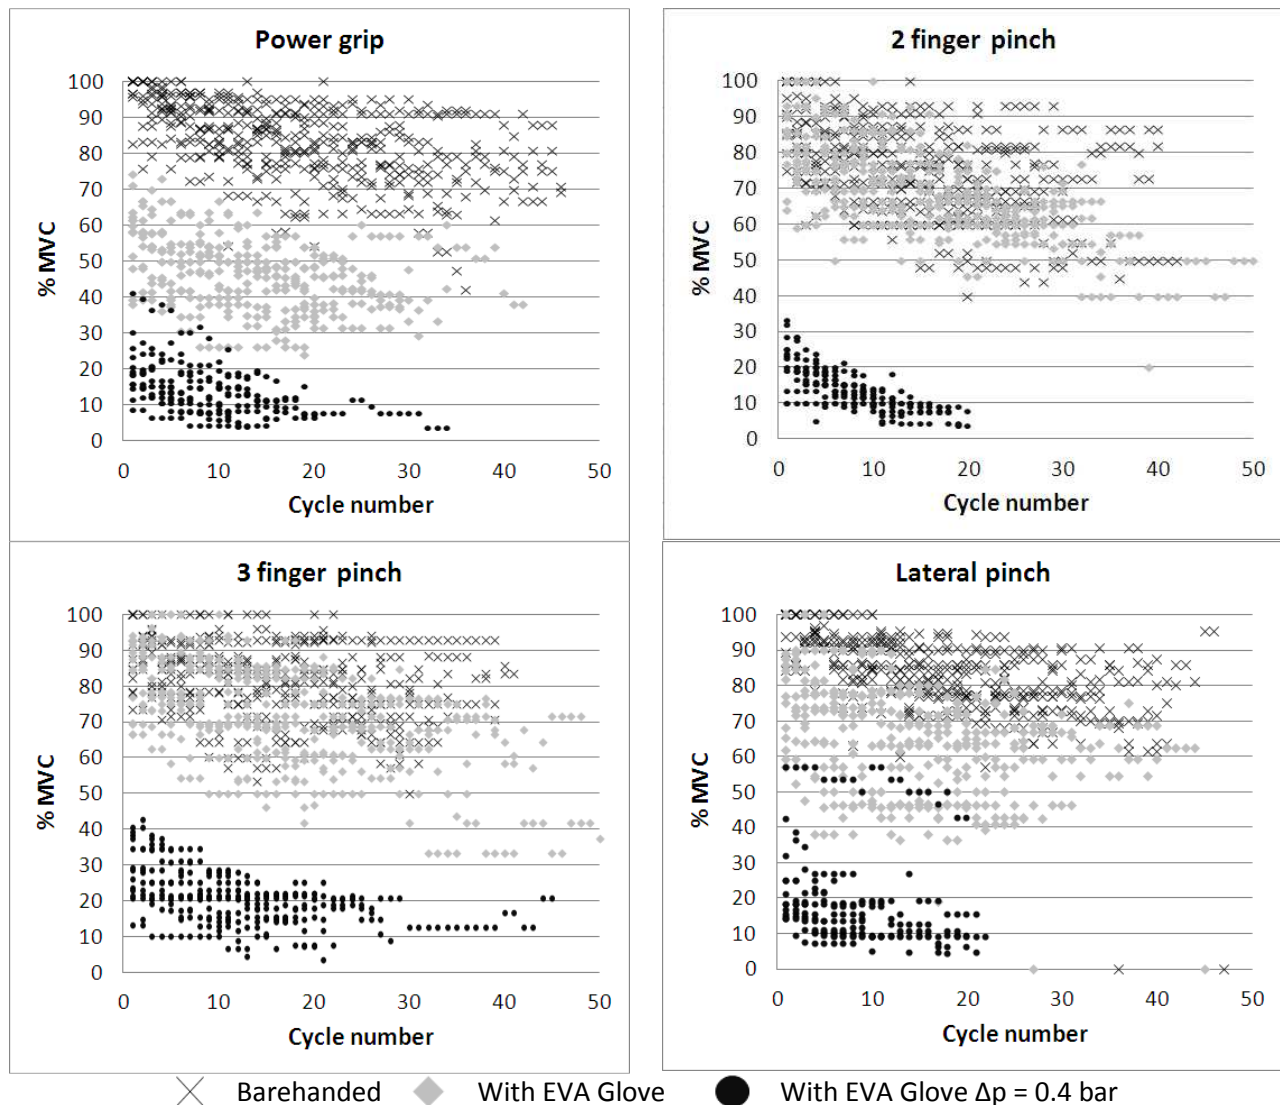 Power grip
100
90
80
70
60
50
40
30
20
10
0
% MVC
0 10 20 30 40 50
Cycle number
2 finger pinch
100
90
80
70
60
50
40
30
20
10
0
% MVC
0 10 20 30 40 50
Cycle number
3 finger pinch
100
90
80
70
60
50
40
30
20
10
0
% MVC
0 10 20 30 40 50
Cycle number
Lateral pinch
100
90
80
70
60
50
40
30
20
10
0
% MVC
0 10 20 30 40 50
Cycle number
Barehanded With EVA Glove With EVA Glove Δp = 0.4 bar